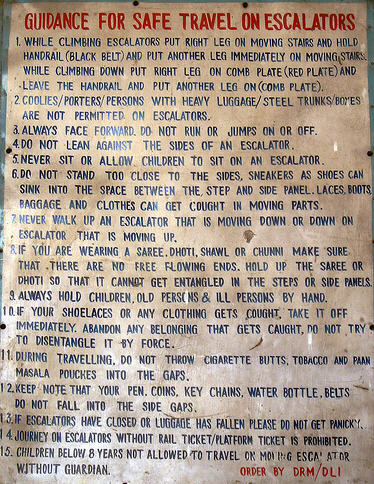 GUIDANCE FOR SAFE TRAVEL ON ESCALATORS
1. WHILE CLIMBING ESCALATORS PUT RIGHT LEG ON MOVING STAIRS AND HOLD
HANDRAIL (BLACK BELT) AND PUT ANOTHER LEG IMMEDIATELY ON MOVING STAIRS.
WHILE CLIMBING DOWN PUT RIGHT LEG ON COMB PLATE (RED PLATE) AND
LEAVE THE HANDRAIL AND PUT ANOTHER LEG ON (COMB PLATE).
2. COOLIES/PORTERS/PERSONS WITH HEAVY LUGGAGE/ STEEL TRUNKS/BOXES
ARE NOT PERMITTED ON ESCALATORS.
3. ALWAYS FACE FORWARD. DO NOT RUN OR JUMPS ON OR OFF.
4. DO NOT LEAN AGAINST THE SIDES OF AN ESCALATOR.
5. NEVER SIT OR ALLOW CHILDREN TO SIT ON AN ESCALATOR.
6. DO NOT STAND TOO CLOSE TO THE SIDES, SNEAKERS AS SHOES CAN
SINK INTO THE SPACE BETWEEN THE, STEP AND SIDE PANEL. LACES, BOOTS,
BAGGAGE AND CLOTHES CAN GET COUGHT IN MOVING PARTS.
7. NEVER WALK UP AN ESCALATOR THAT IS MOVING DOWN OR DOWN ON
ESCALATOR THAT IS MOVING UP.
8. IF YOU ARE WEARING A SAREE, DHOTI, SHAWL OR CHUNNI MAKE SURE
THAT THERE ARE NO FREE FLOWING ENDS. HOLD UP THE SAREE OR
DHOTI SO THAT IT CANNOT GET ENTANGLED IN THE STEPS OR SIDE PANELS.
9. ALWAYS HOLD CHILDREN, OLD PERSONS & ILL PERSONS BY HAND.
10. IF YOUR SHOELACES OR ANY CLOTHING GETS COUGHT, TAKE IT OFF
IMMEDIATELY. ABANDON ANY BELONGING THAT GETS CAUGHT, DO NOT TRY
TO DISENTANGLE IT BY FORCE.
11. DURING TRAVELLING, DO NOT THROW CIGARETTE BUTTS, TOBACCO AND PAAN
MASALA POUCHES INTO THE GAPS.
12. KEEP NOTE THAT YOUR PEN, COINS, KEY CHAINS, WATER BOTTLE, BELTS
DO NOT FALL INTO THE SIDE GAPS.
13. IF ESCALATORS HAVE CLOSED OR LUGGAGE HAS FALLEN PLEASE DO NOT GET PANICKY.
14. JOURNEY ON ESCALATORS WITHOUT RAIL TICKET/PLATFORM TICKET IS PROHIBITED.
15. CHILDREN BELOW 8 YEARS NOT ALLOWED TO TRAVEL ON MOVING ESCALATOR
WITHOUT GUARDIAN.
ORDER BY DRM/DLI